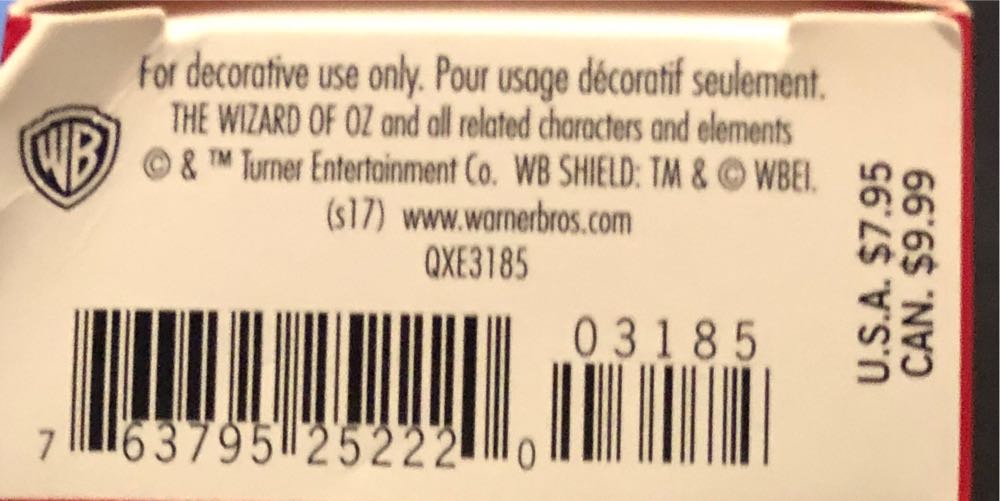 For decorative use only. Pour usage décoratif seulement.
THE WIZARD OF OZ and all related characters and elements
© & ™ Turner Entertainment Co. WB SHIELD: TM & © WBEI.
(s17) www.warnerbros.com
QXE3185
WB
U.S.A. $7.95
CAN. $9.99
03185
7 63795 25222 0